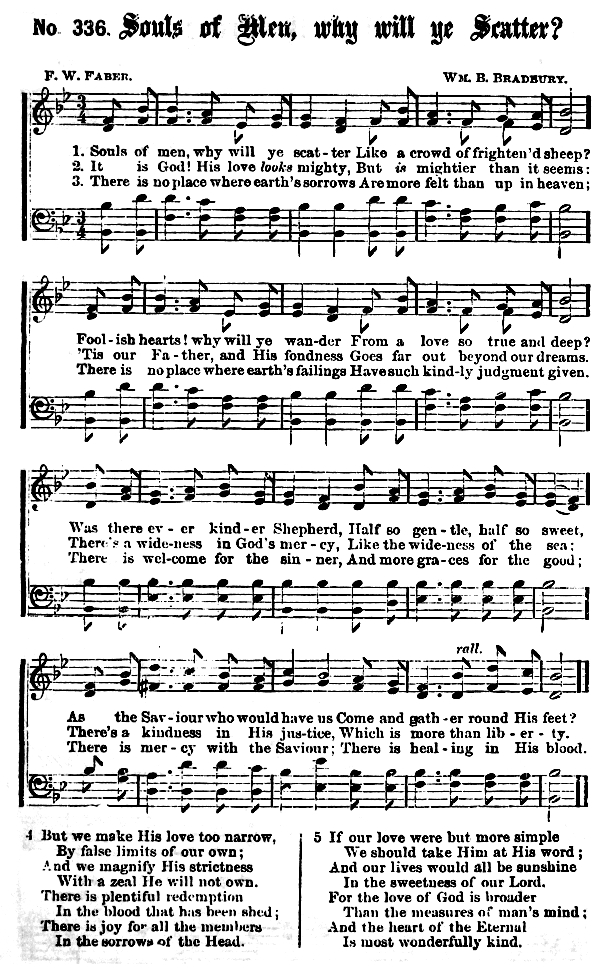 No. 336. Souls of Men, why will ye Scatter?
F. W. FABER. WM. B. BRADBURY.
1. Souls of men, why will ye scat-ter Like a crowd of frighten'd sheep?
2. It is God! His love looks mighty, But is mightier than it seems:
3. There is no place where earth's sorrows Are more felt than up in heaven;
Fool-ish hearts! why will ye wan-der From a love so true and deep?
'Tis our Fa-ther, and His fondness Goes far out beyond our dreams.
There is no place where earth's failings Have such kind-ly judgment given.
Was there ev-er kind-er Shepherd, Half so gen-tle, half so sweet,
There's a wide-ness in God's mer-cy, Like the wide-ness of the sea;
There is wel-come for the sin-ner, And more gra-ces for the good;
rall.
As the Sav-iour who would have us Come and gath-er round His feet?
There's a kindness in His jus-tice, Which is more than lib-er-ty.
There is mer-cy with the Saviour; There is heal-ing in His blood.
4 But we make His love too narrow,
By false limits of our own;
And we magnify His strictness
With a zeal He will not own.
There is plentiful redemption
In the blood that has been shed;
There is joy for all the members
In the sorrows of the Head.
5 If our love were but more simple
We should take Him at His word;
And our lives would all be sunshine
In the sweetness of our Lord.
For the love of God is broader
Than the measures of man's mind;
And the heart of the Eternal
Is most wonderfully kind.